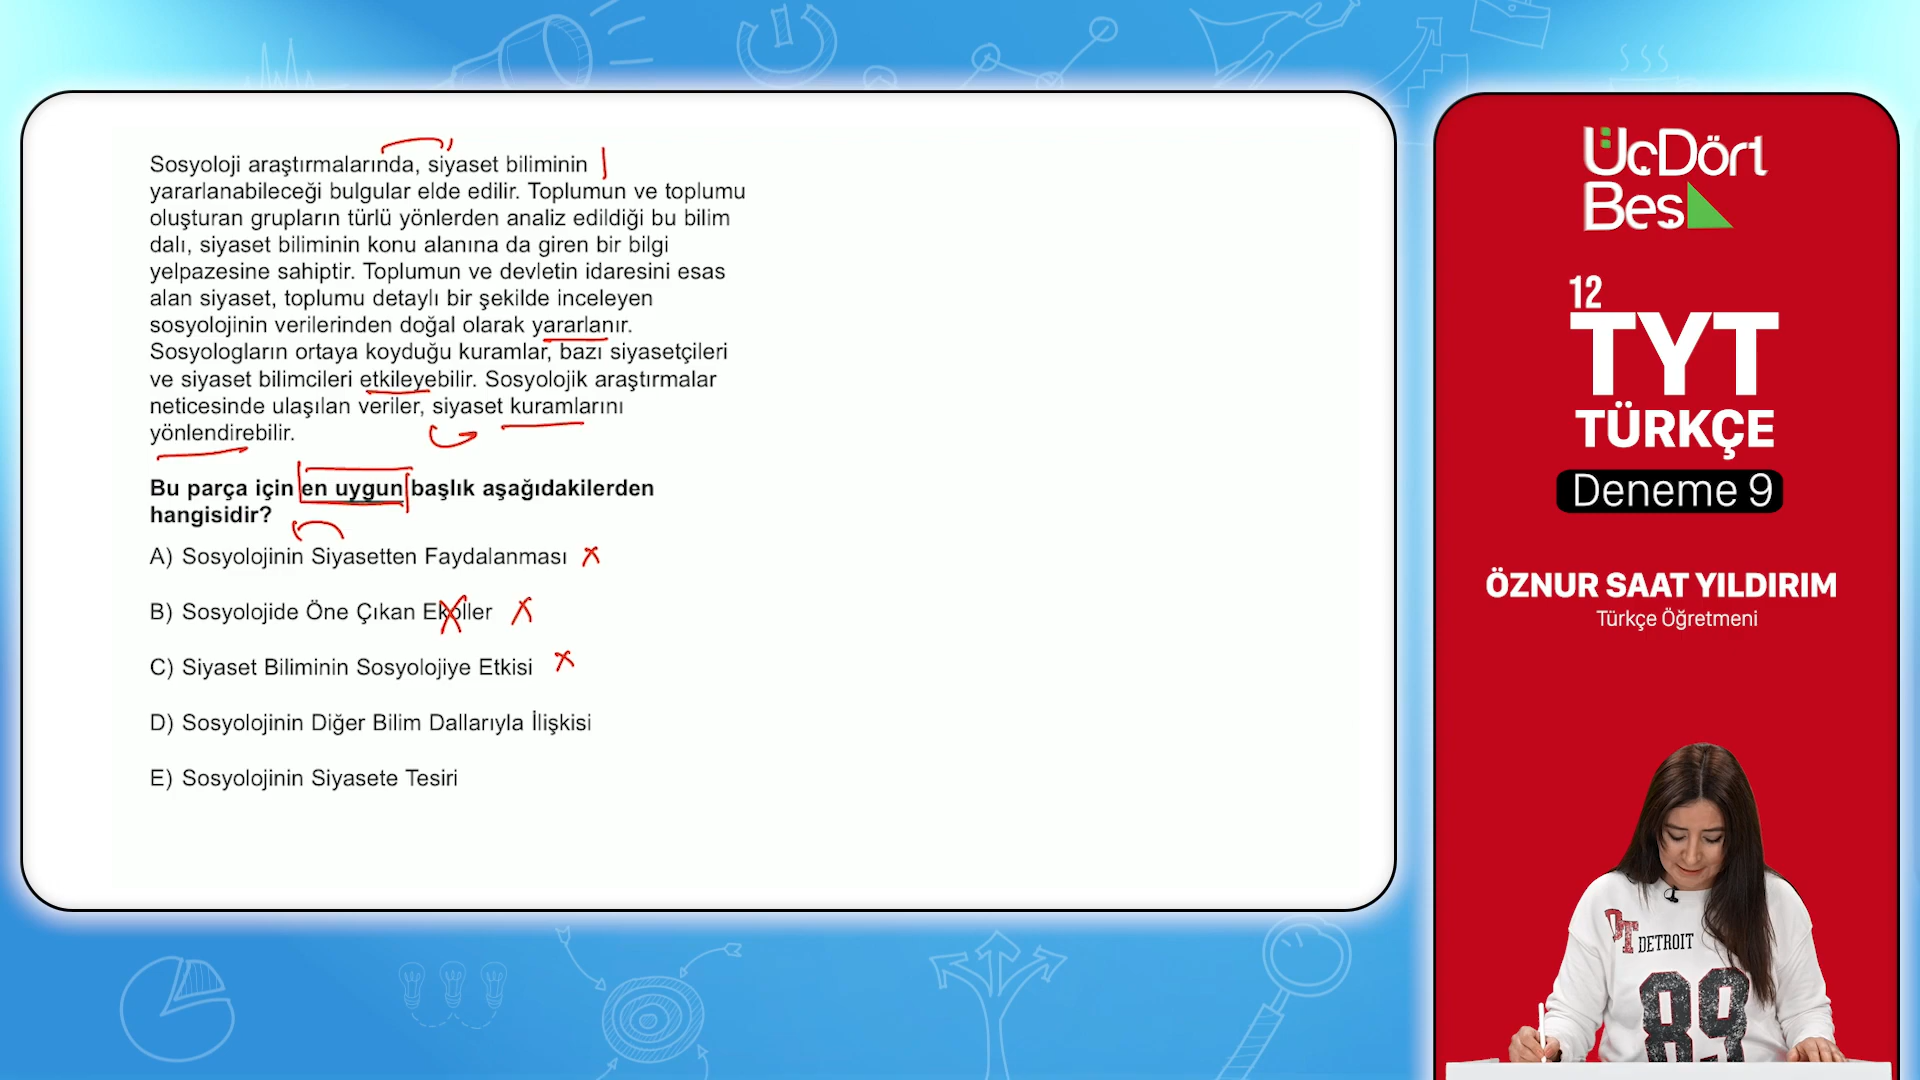 Sosyoloji araştırmalarında, siyaset biliminin
yararlanabileceği bulgular elde edilir. Toplumun ve toplumu
oluşturan grupların türlü yönlerden analiz edildiği bu bilim
dalı, siyaset biliminin konu alanına da giren bir bilgi
yelpazesine sahiptir. Toplumun ve devletin idaresini esas
alan siyaset, toplumu detaylı bir şekilde inceleyen
sosyolojinin verilerinden doğal olarak yararlanır.
Sosyologların ortaya koyduğu kuramlar, bazı siyasetçileri
ve siyaset bilimcileri etkileyebilir. Sosyolojik araştırmalar
neticesinde ulaşılan veriler, siyaset kuramlarını
yönlendirebilir.
Bu parça için en uygun başlık aşağıdakilerden
hangisidir?
A) Sosyolojinin Siyasetten Faydalanması
B) Sosyolojide Öne Çıkan Ekoller
C) Siyaset Biliminin Sosyolojiye Etkisi
D) Sosyolojinin Diğer Bilim Dallarıyla İlişkisi
E) Sosyolojinin Siyasete Tesiri
ÜçDört
Beş
12
TYT
TÜRKÇE
Deneme 9
ÖZNUR SAAT YILDIRIM
Türkçe Öğretmeni
DT DETROIT
89